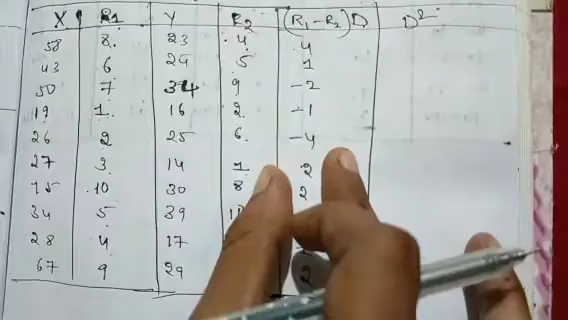 X R1 Y R2 (R1 - R2) D D²
58 8 23 4 4
43 6 24 5 1
50 7 34 9 -2
19 1 16 2 -1
26 2 25 6 -4
27 3 14 1 2
75 10 30 8 2
34 5 39
28 4 17
67 9 29 2